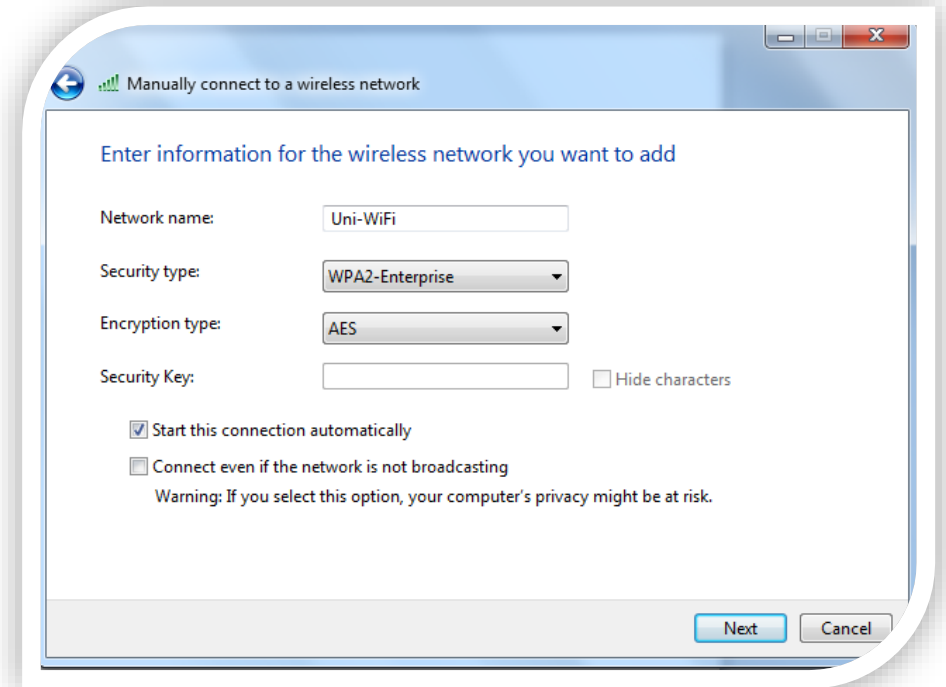 Manually connect to a wireless network
Enter information for the wireless network you want to add
Network name: Uni-WiFi
Security type: WPA2-Enterprise
Encryption type: AES
Security Key: Hide characters
Start this connection automatically
Connect even if the network is not broadcasting
Warning: If you select this option, your computer's privacy might be at risk.
Next Cancel